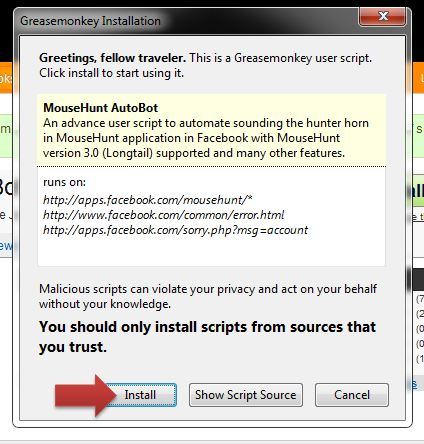 Greasemonkey Installation
Greetings, fellow traveler. This is a Greasemonkey user script.
Click install to start using it.
MouseHunt AutoBot
An advance user script to automate sounding the hunter horn
in MouseHunt application in Facebook with MouseHunt
version 3.0 (Longtail) supported and many other features.
runs on:
http://apps.facebook.com/mousehunt/*
http://www.facebook.com/common/error.html
http://apps.facebook.com/sorry.php?msg=account
Malicious scripts can violate your privacy and act on your behalf
without your knowledge.
You should only install scripts from sources that
you trust.
Install
Show Script Source
Cancel